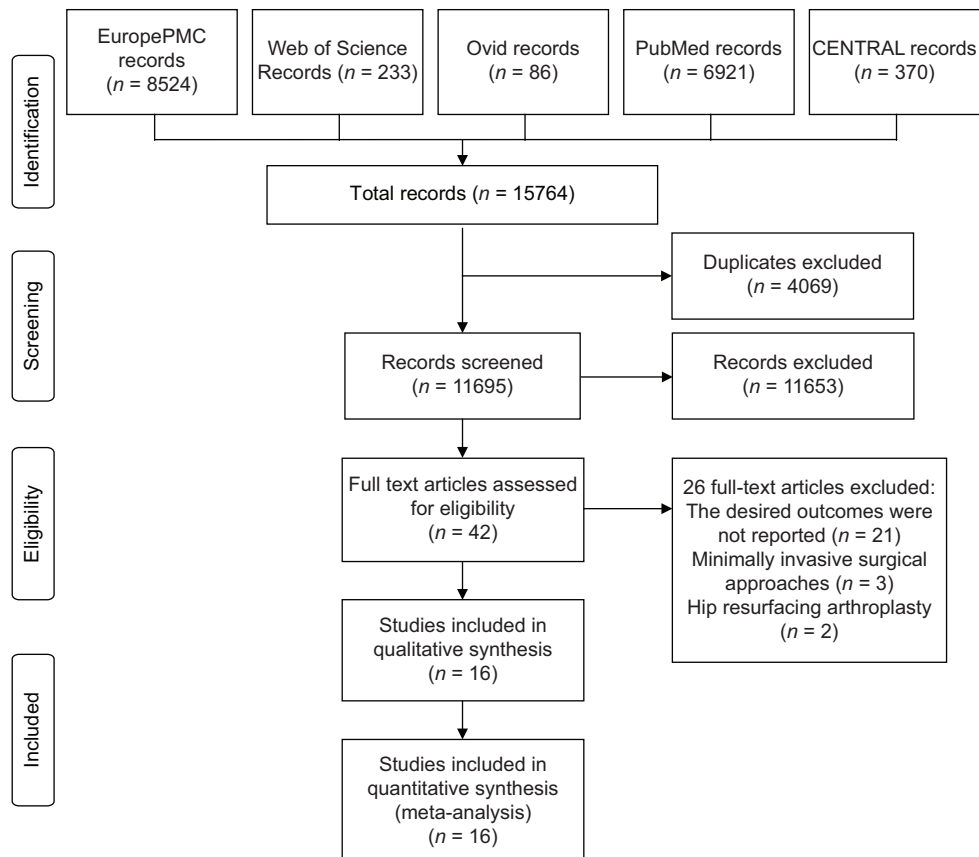 EuropePMC
records
(n = 8524)
Web of Science
Records (n = 233)
Ovid records
(n = 86)
PubMed records
(n = 6921)
CENTRAL records
(n = 370)
Identification
Total records (n = 15764)
Screening
Duplicates excluded
(n = 4069)
Records screened
(n = 11695)
Records excluded
(n = 11653)
Eligibility
Full text articles assessed
for eligibility
(n = 42)
26 full-text articles excluded:
The desired outcomes were
not reported (n = 21)
Minimally invasive surgical
approaches (n = 3)
Hip resurfacing arthroplasty
(n = 2)
Studies included in
qualitative synthesis
(n = 16)
Included
Studies included in
quantitative synthesis
(meta-analysis)
(n = 16)